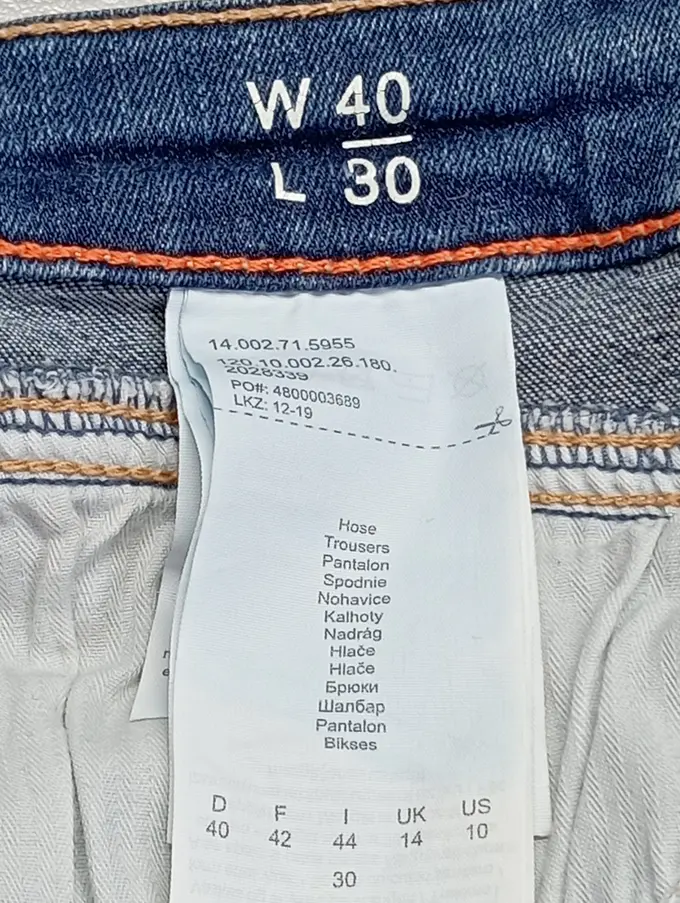 W 40
L 30
14.002.71.5955
120.10.002.26.180.
2028339
PO#: 4800003689
LKZ: 12-19
Hose
Trousers
Pantalon
Spodnie
Nohavice
Kalhoty
Nadrág
Hlače
Hlače
Брюки
Шалбар
Pantalon
Bikses
D F I UK US
40 42 44 14 10
30